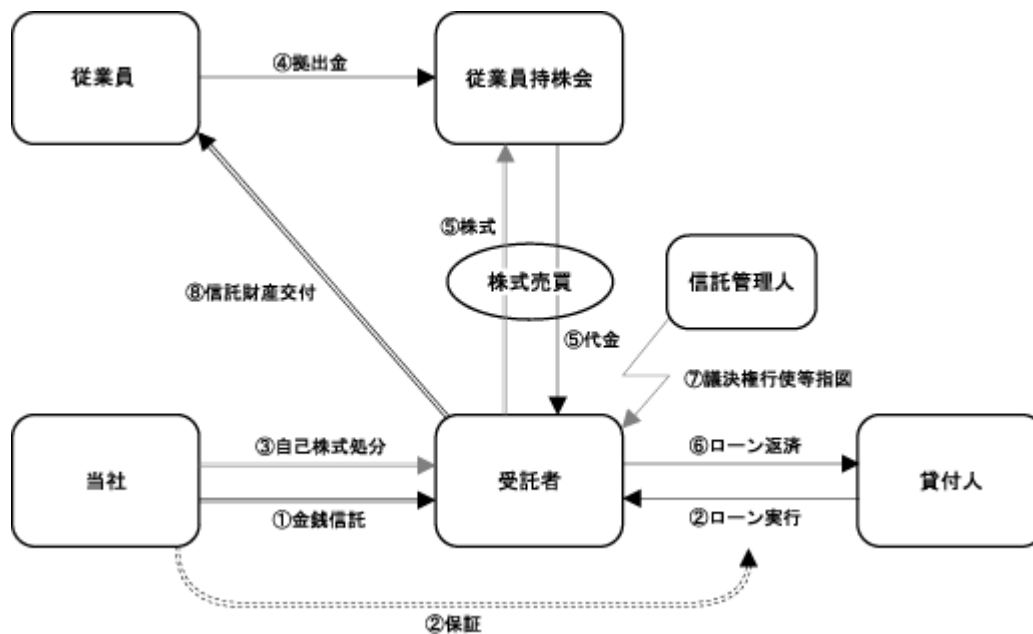 従業員
④拠出金
従業員持株会
⑤株式
株式売買
信託管理人
⑧信託財産交付
⑤代金
⑦議決権行使等指図
当社
③自己株式処分
①金銭信託
受託者
⑥ローン返済
②ローン実行
貸付人
②保証